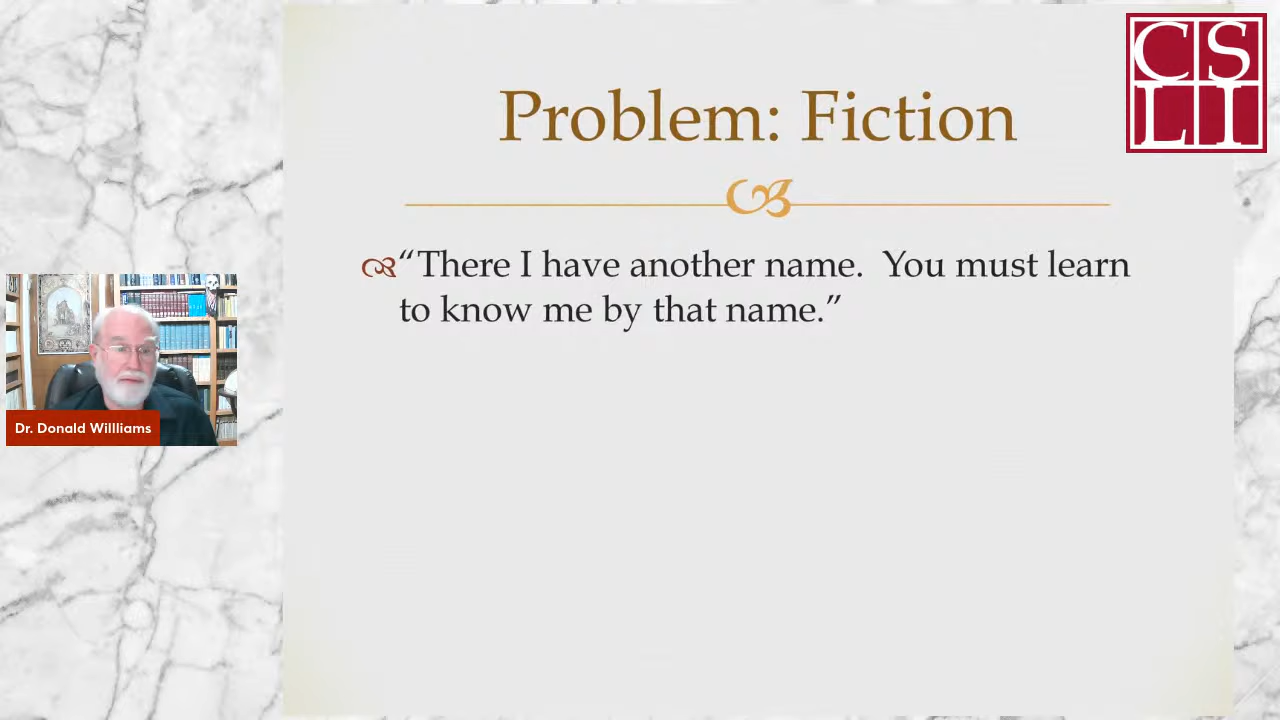 CS
LI
Problem: Fiction
“There I have another name.  You must learn
to know me by that name.”
Dr. Donald Willliams